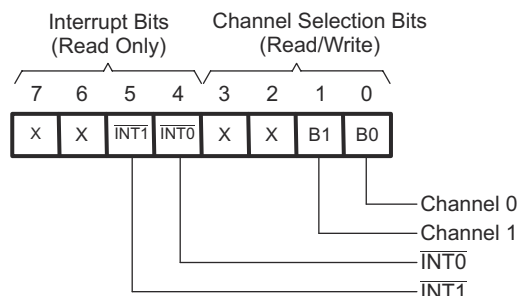 Interrupt Bits
(Read Only)
Channel Selection Bits
(Read/Write)
7 6 5 4 3 2 1 0
X X INT1 INT0 X X B1 B0
Channel 0
Channel 1
INT0
INT1